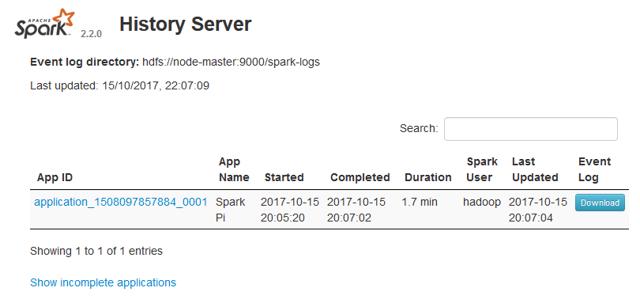 APACHE
Spark 2.2.0 History Server
Event log directory: hdfs://node-master:9000/spark-logs
Last updated: 15/10/2017, 22:07:09
Search:
App ID App Name Started Completed Duration Spark User Last Updated Event Log
application_1508097857884_0001 Spark Pi 2017-10-15 20:05:20 2017-10-15 20:07:02 1.7 min hadoop 2017-10-15 20:07:04 Download
Showing 1 to 1 of 1 entries
Show incomplete applications